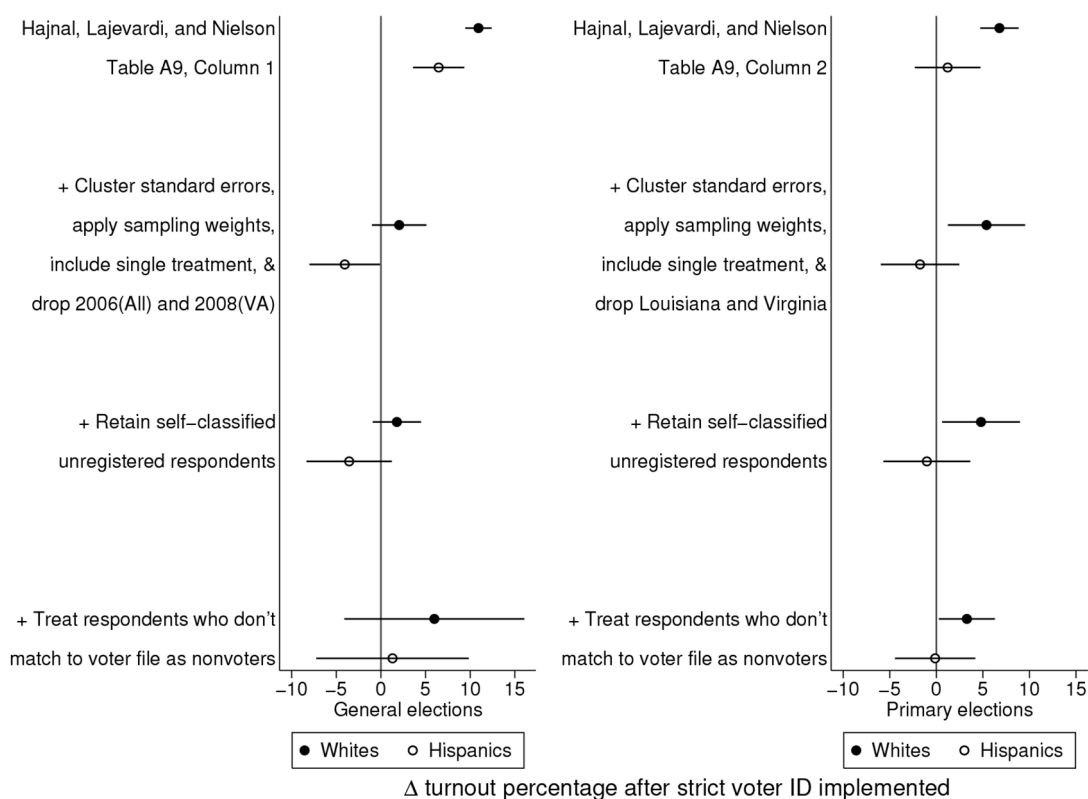 Hajnal, Lajevardi, and Nielson
Table A9, Column 1
+ Cluster standard errors,
apply sampling weights,
include single treatment, &
drop 2006(All) and 2008(VA)
+ Retain self−classified
unregistered respondents
+ Treat respondents who don't
match to voter file as nonvoters
−10 −5 0 5 10 15
General elections
Whites Hispanics
Hajnal, Lajevardi, and Nielson
Table A9, Column 2
+ Cluster standard errors,
apply sampling weights,
include single treatment, &
drop Louisiana and Virginia
+ Retain self−classified
unregistered respondents
+ Treat respondents who don't
match to voter file as nonvoters
−10 −5 0 5 10 15
Primary elections
Whites Hispanics
Δ turnout percentage after strict voter ID implemented